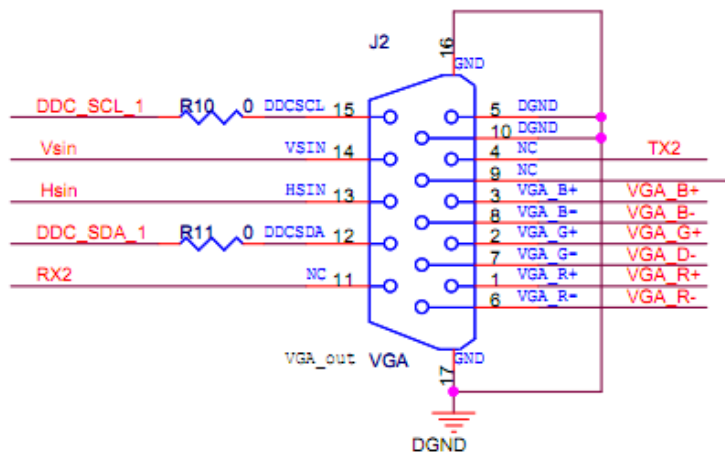 J2
16
GND
DDC_SCL_1 R10 0 DDCSCL 15 5 DGND
10 DGND
Vsin VSIN 14 4 NC TX2
9 NC
Hsin HSIN 13 3 VGA_B+ VGA_B+
8 VGA_B= VGA_B-
DDC_SDA_1 R11 0 DDCSDA 12 2 VGA_G+ VGA_G+
7 VGA_G= VGA_D-
RX2 NC 11 1 VGA_R+ VGA_R+
6 VGA_R= VGA_R-
VGA_out VGA GND
17
DGND